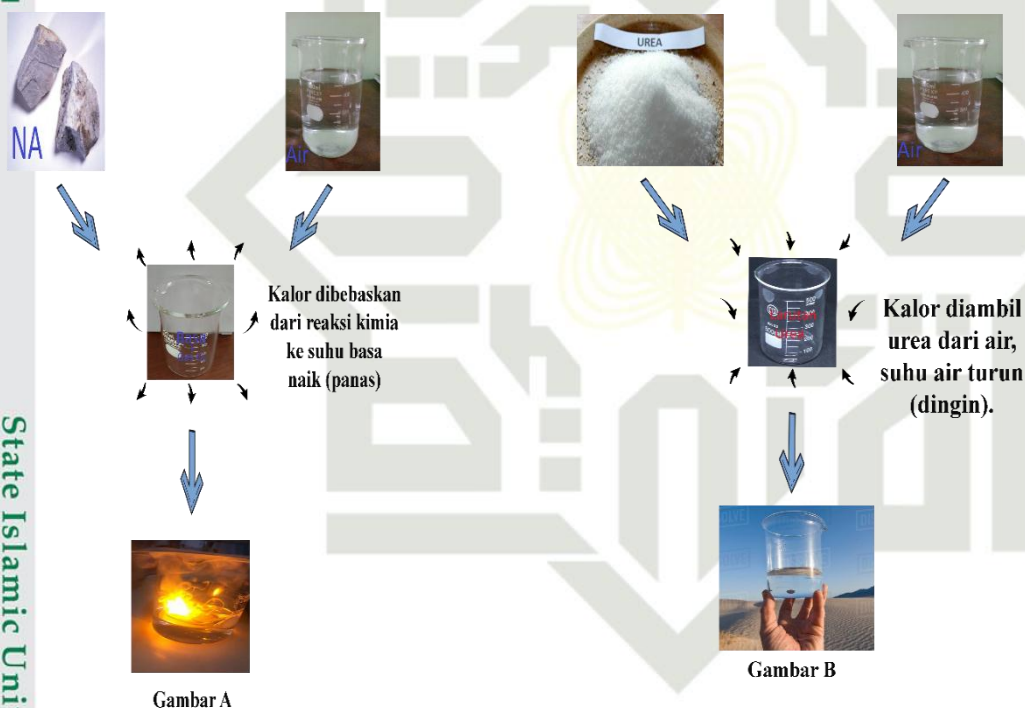 NA
Air
UREA
Air
Kalor dibebaskan
dari reaksi kimia
ke suhu basa
naik (panas)
Kalor diambil
urea dari air,
suhu air turun
(dingin).
Gambar A
Gambar B
State Islamic Uni